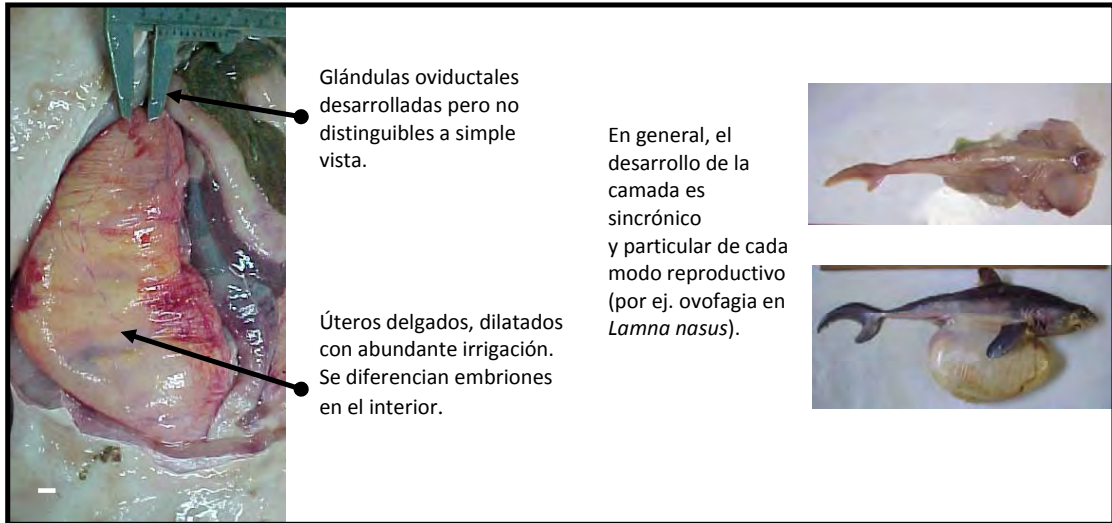 Glándulas oviductales
desarrolladas pero no
distinguibles a simple
vista.
Úteros delgados, dilatados
con abundante irrigación.
Se diferencian embriones
en el interior.
En general, el
desarrollo de la
camada es
sincrónico
y particular de cada
modo reproductivo
(por ej. ovofagia en
Lamna nasus).